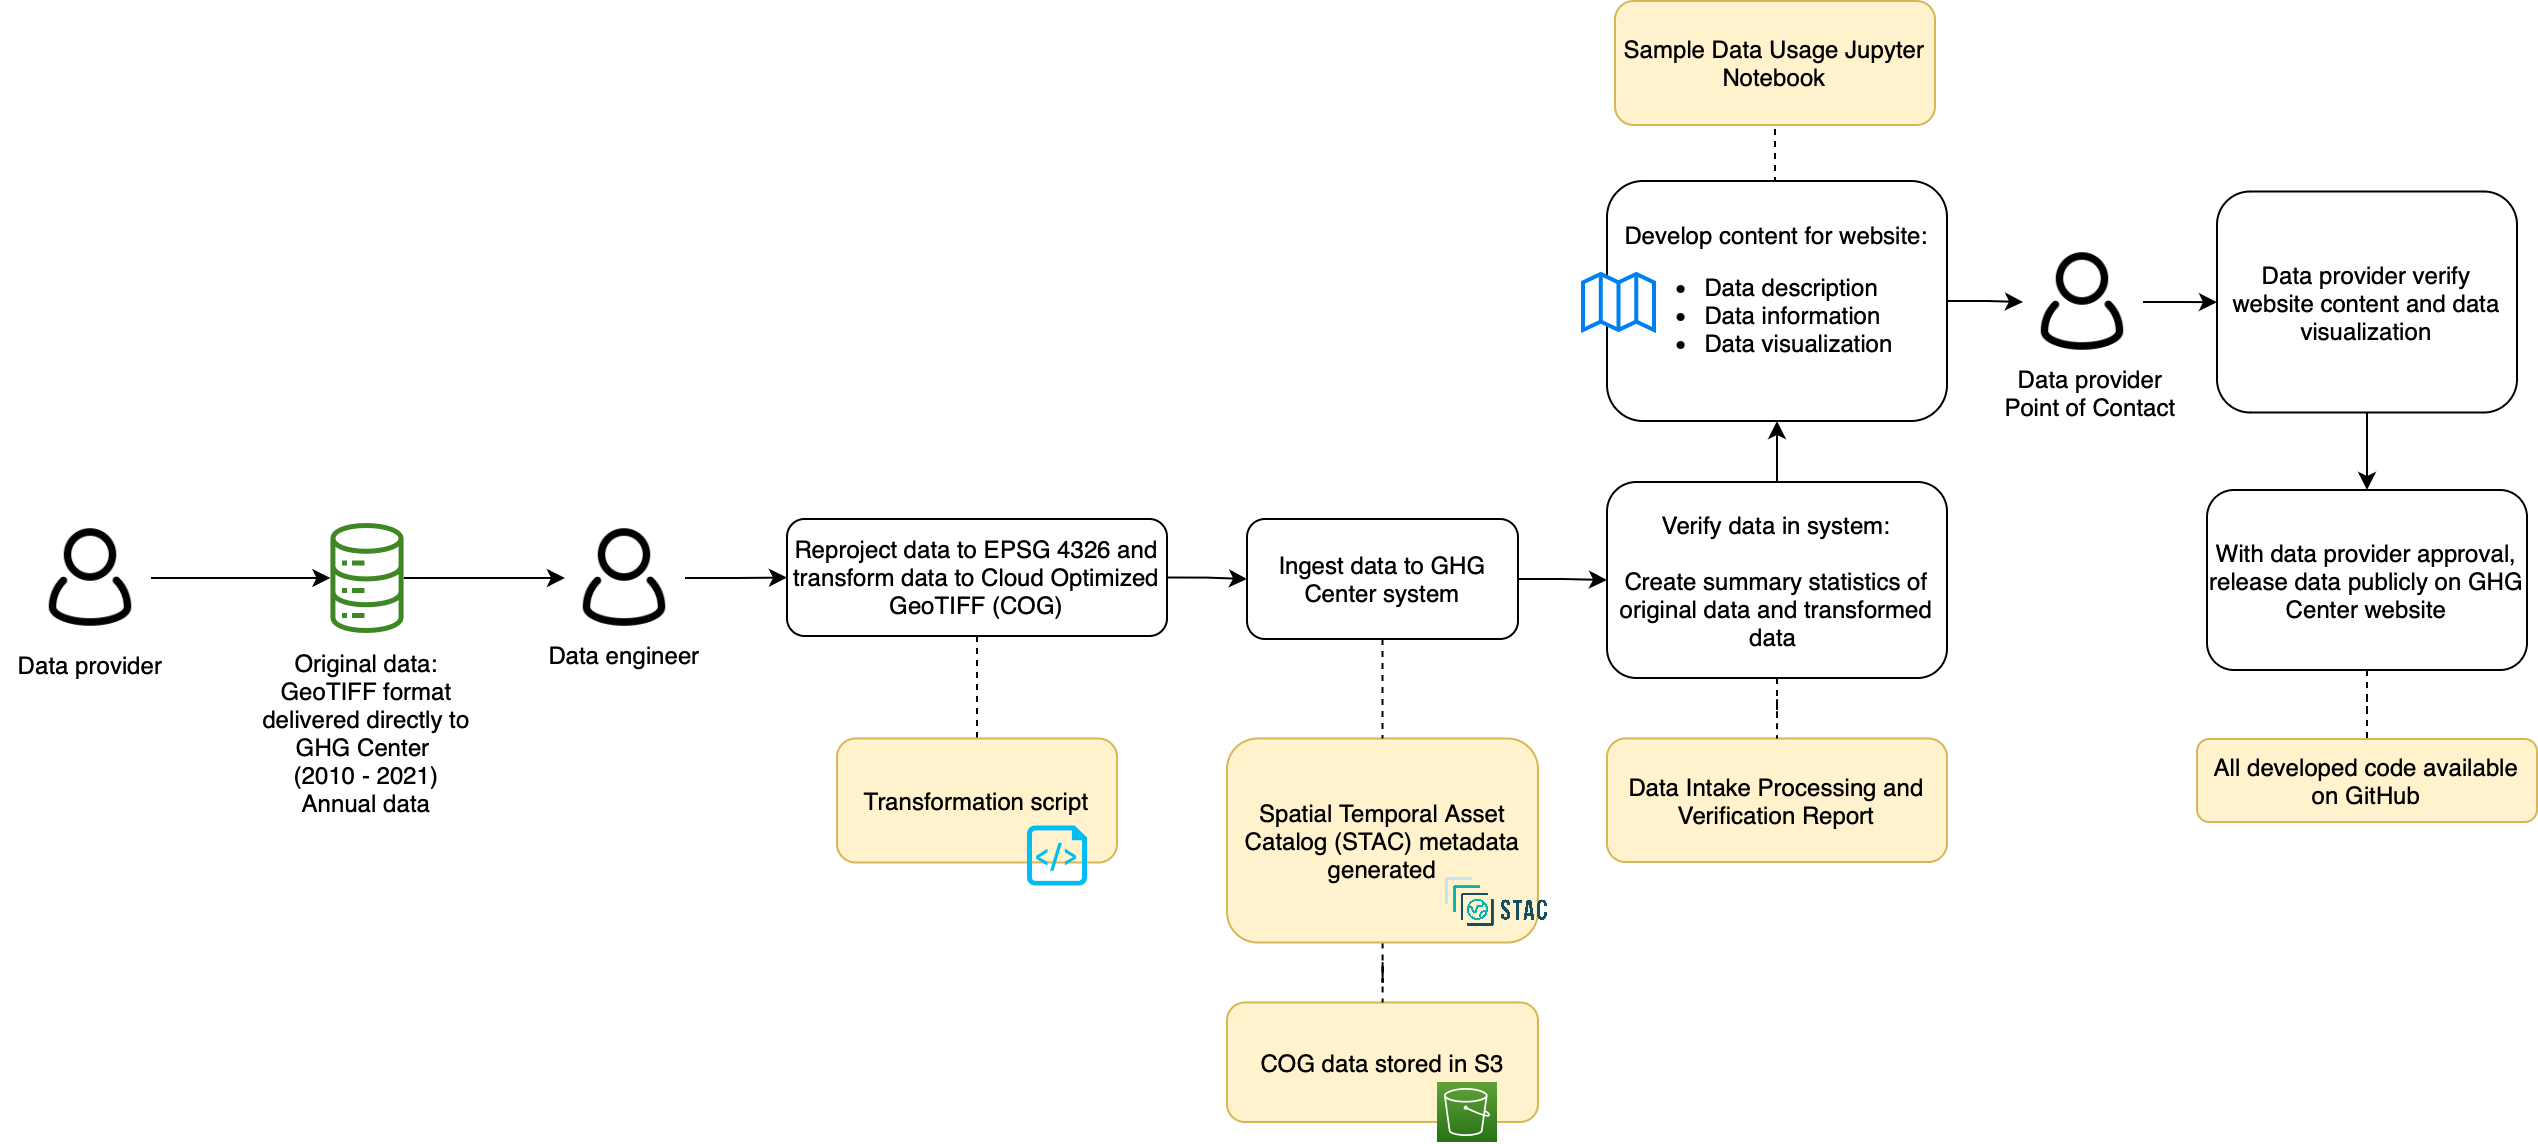 Sample Data Usage Jupyter
Notebook
Develop content for website:
• Data description
• Data information
• Data visualization
Data provider
Point of Contact
Data provider verify
website content and data
visualization
Data provider
Original data:
GeoTIFF format
delivered directly to
GHG Center
(2010 - 2021)
Annual data
Data engineer
Reproject data to EPSG 4326 and
transform data to Cloud Optimized
GeoTIFF (COG)
Ingest data to GHG
Center system
Verify data in system:
Create summary statistics of
original data and transformed
data
With data provider approval,
release data publicly on GHG
Center website
Transformation script
</>
Spatial Temporal Asset
Catalog (STAC) metadata
generated
STAC
Data Intake Processing and
Verification Report
All developed code available
on GitHub
COG data stored in S3